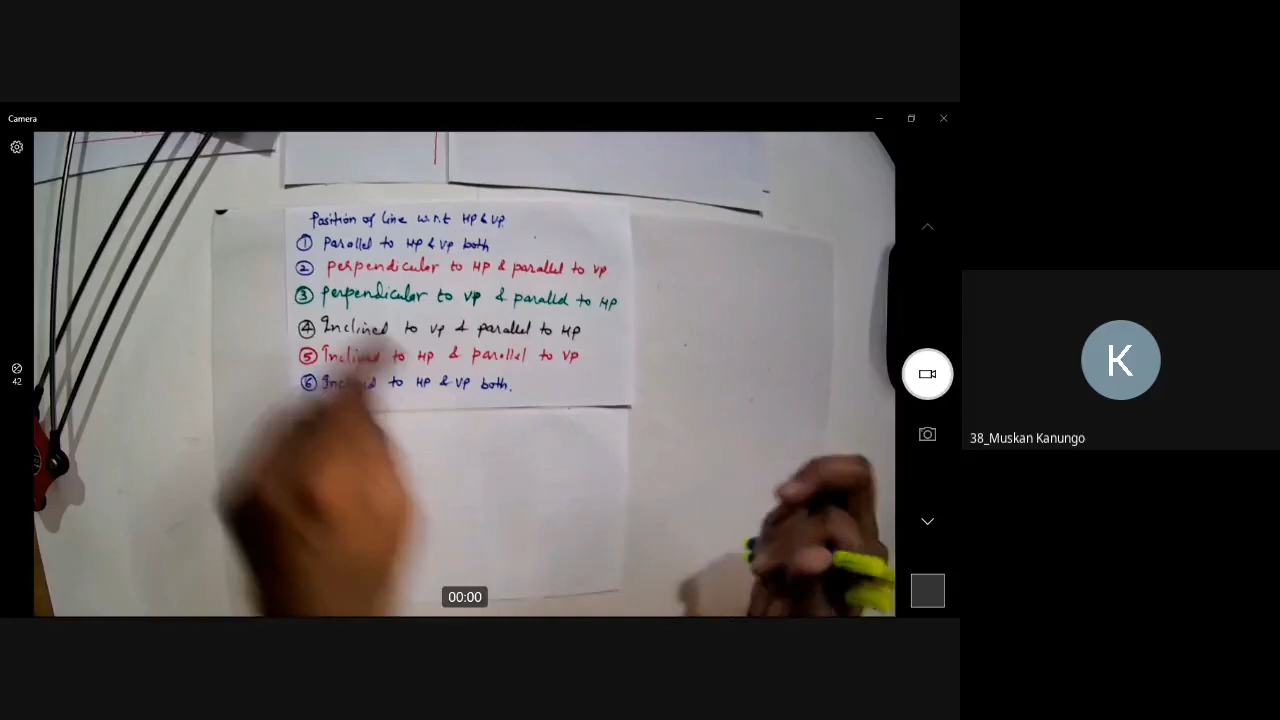 Camera
Position of Line w.r.t HP & VP.
① Parallel to HP & VP both
② perpendicular to HP & parallel to VP
③ perpendicular to VP & parallel to HP
④ Inclined to VP & parallel to HP
⑤ Inclined to HP & parallel to VP
⑥ Inclined to HP & VP both.
42
00:00
K
38_Muskan Kanungo